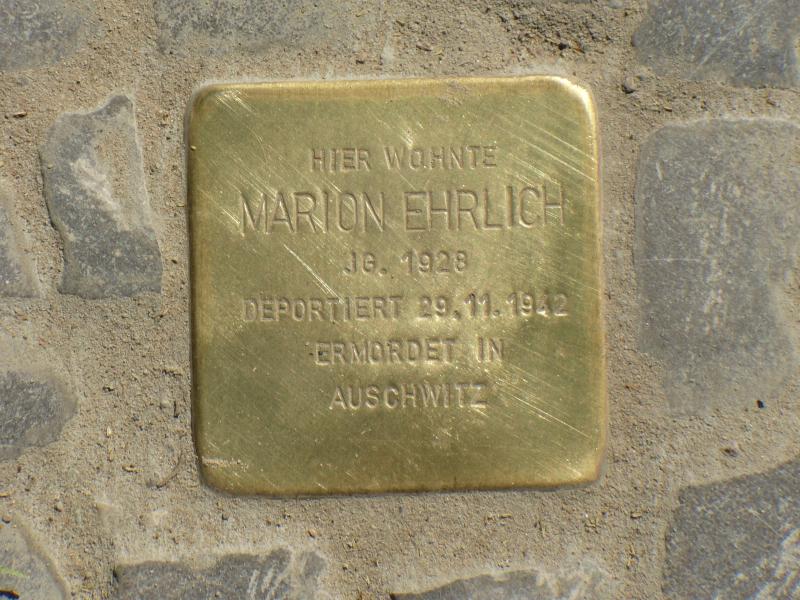 HIER WOHNTE
MARION EHRLICH
JG. 1928
DEPORTIERT 29.11.1942
ERMORDET IN
AUSCHWITZ